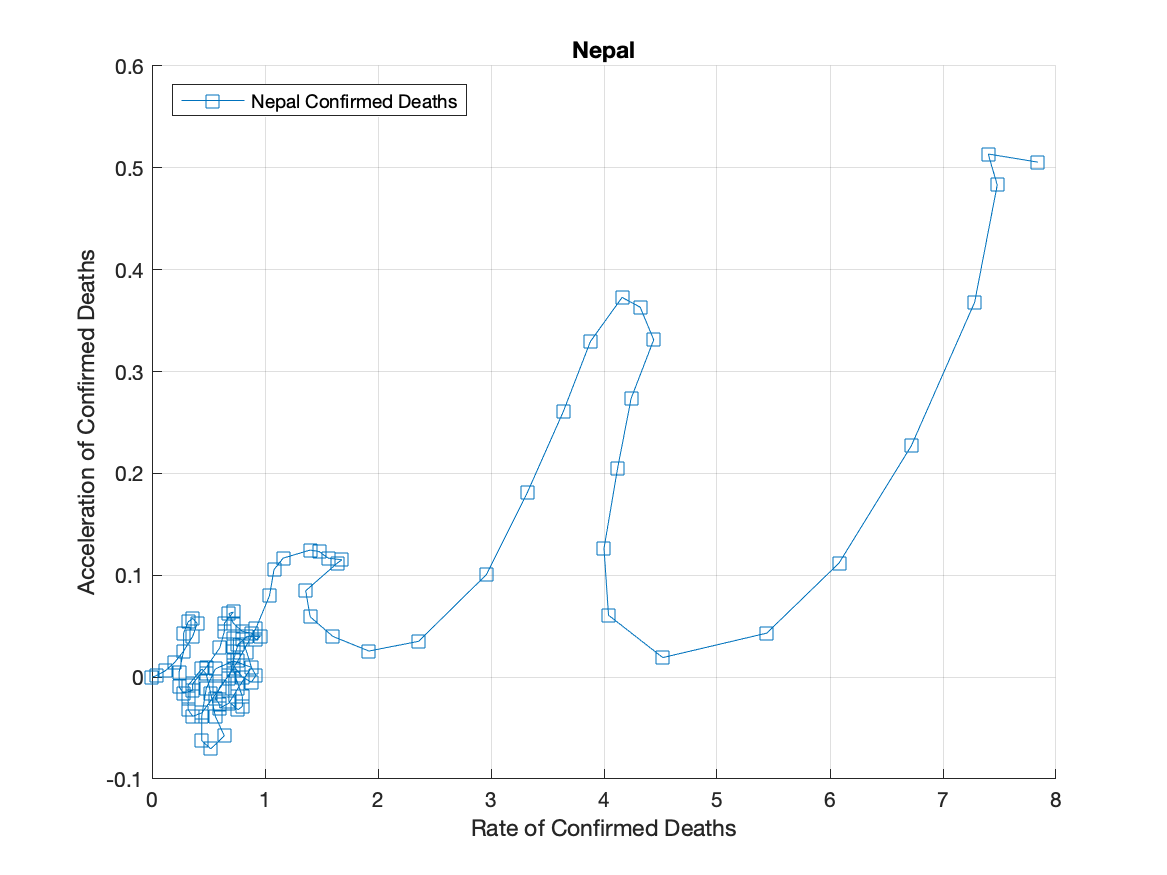 Nepal
Nepal Confirmed Deaths
0.6
0.5
0.4
0.3
0.2
0.1
0
-0.1
Acceleration of Confirmed Deaths
0 1 2 3 4 5 6 7 8
Rate of Confirmed Deaths